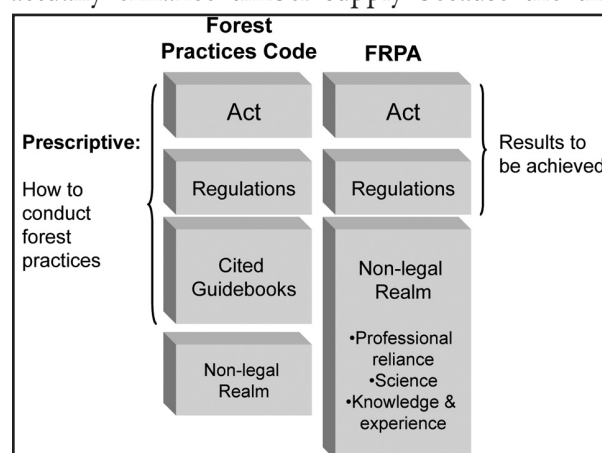 Forest
Practices Code
FRPA
Prescriptive:
How to
conduct
forest
practices
Act
Regulations
Cited
Guidebooks
Non-legal
Realm
Act
Regulations
Non-legal
Realm
•Professional
reliance
•Science
•Knowledge &
experience
Results to
be achieved